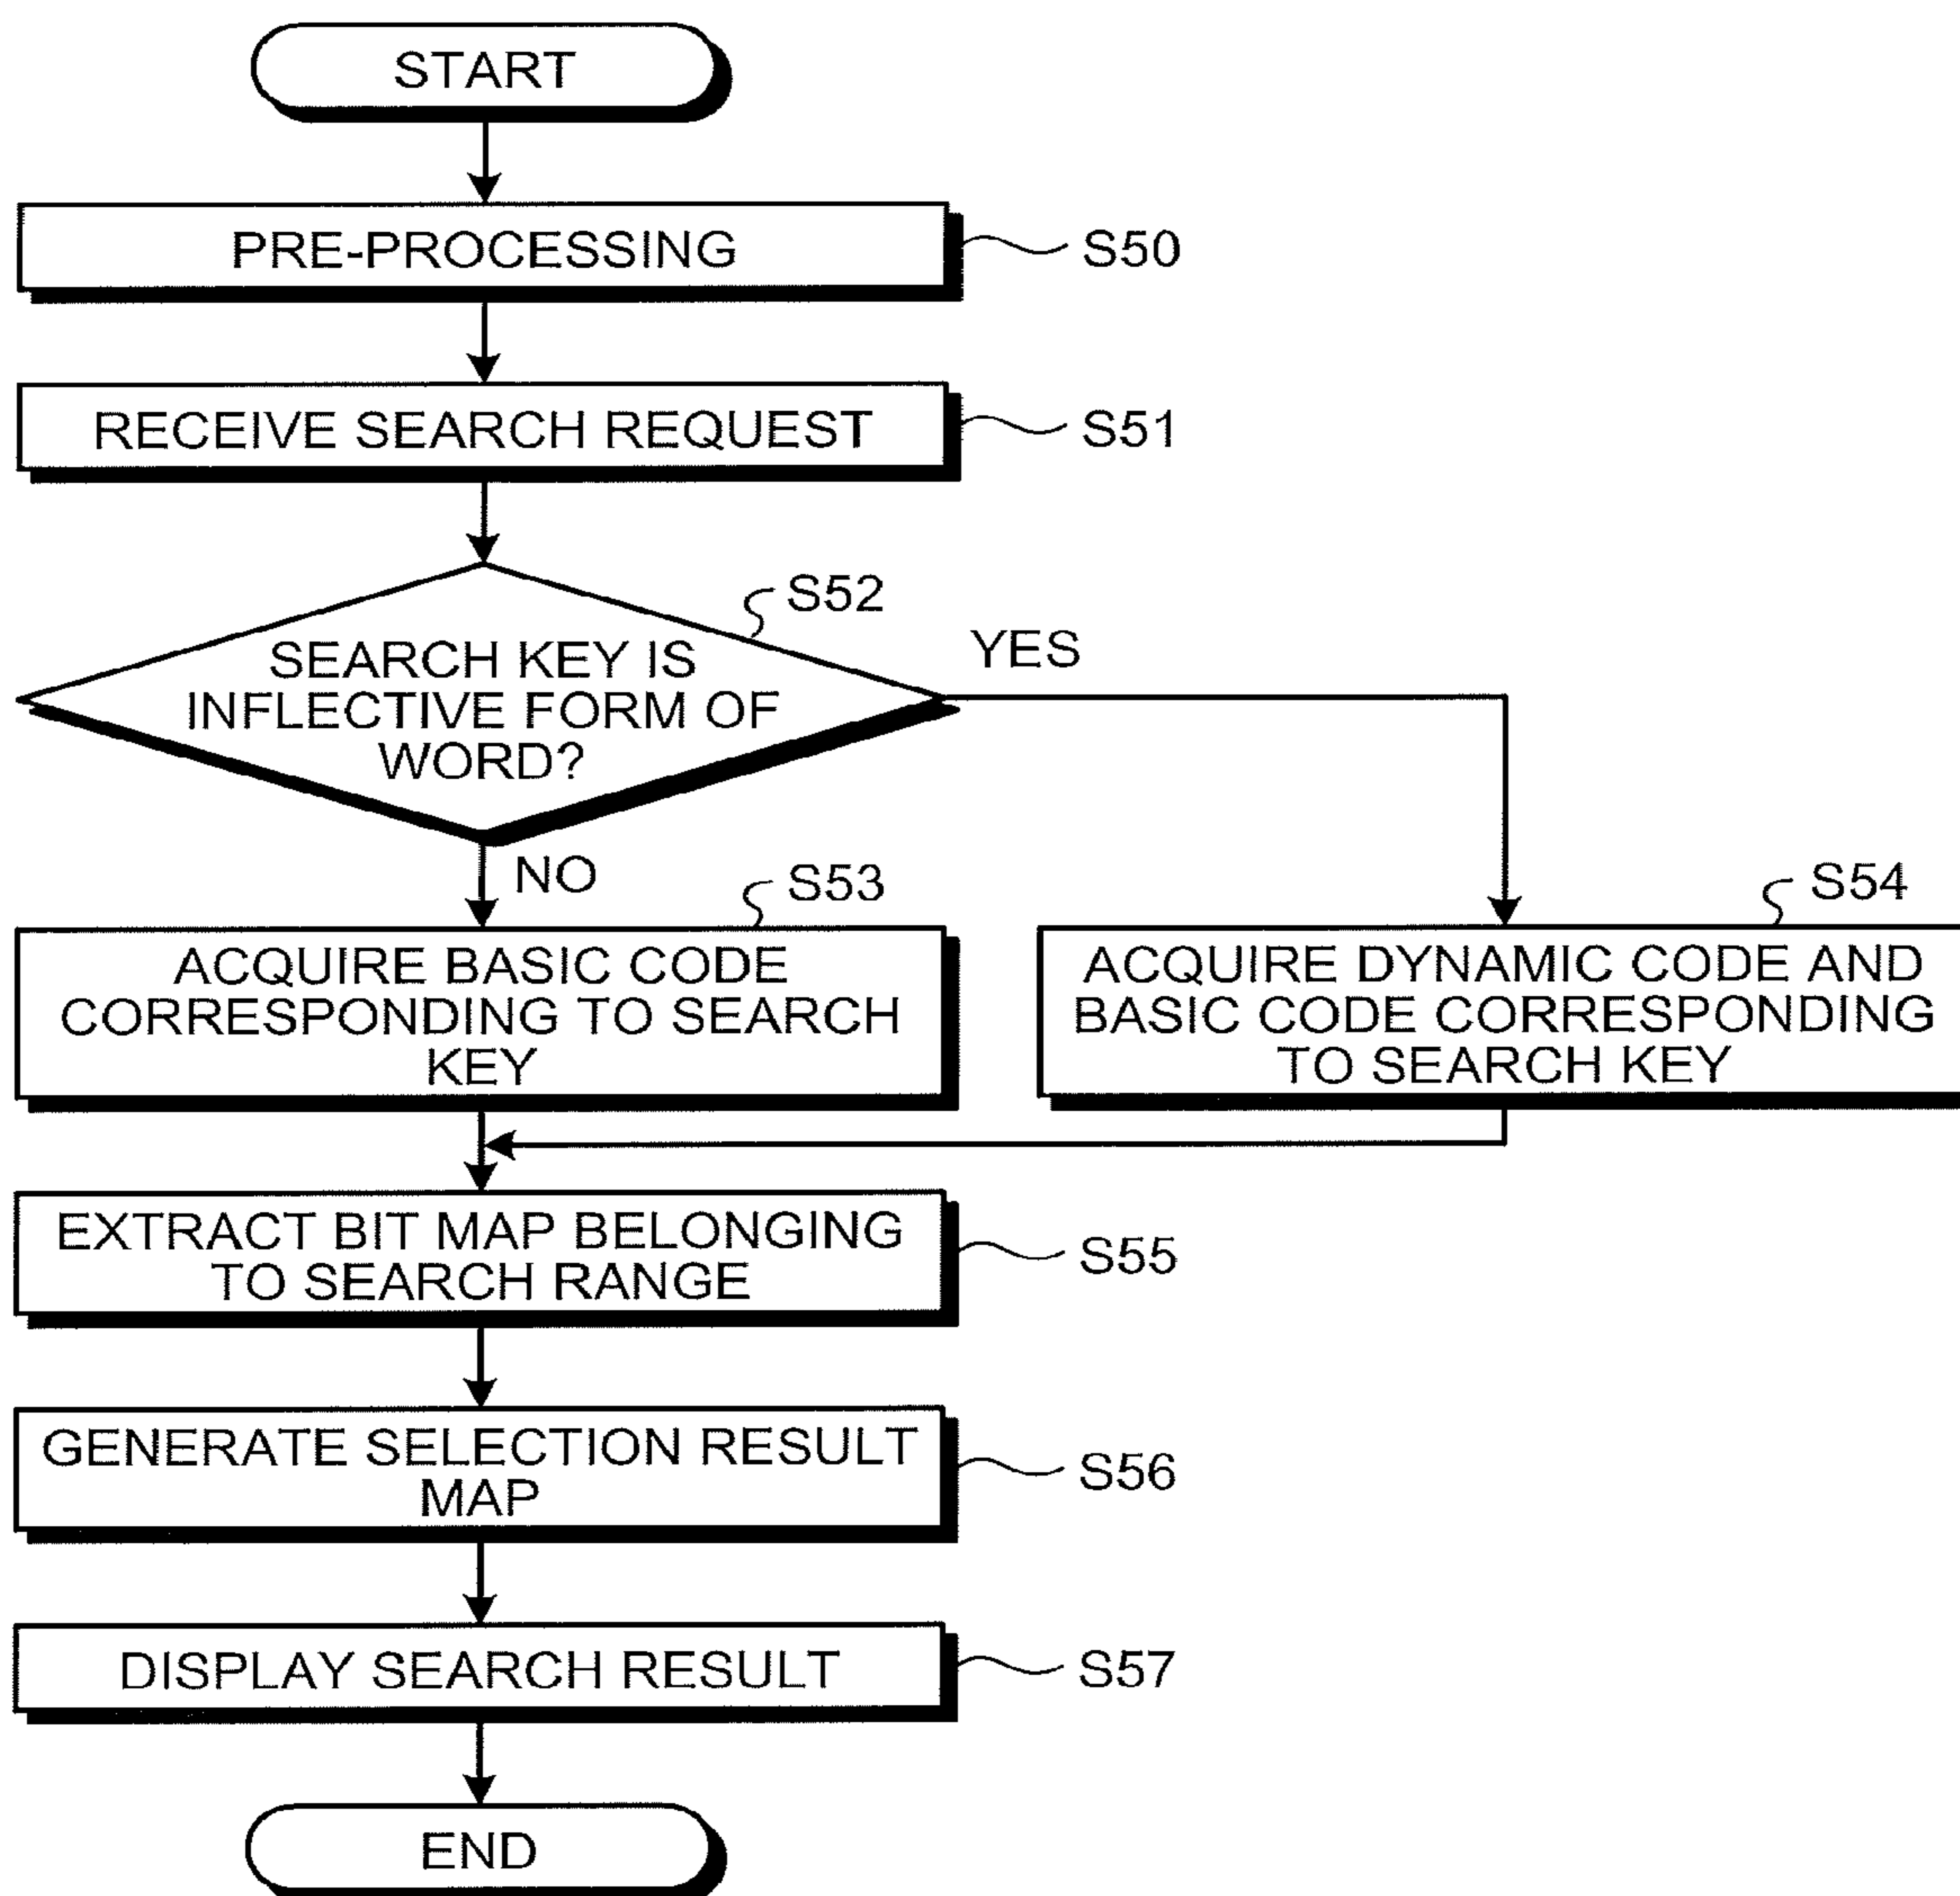 START
PRE-PROCESSING
S50
RECEIVE SEARCH REQUEST
S51
S52
SEARCH KEY IS
INFLECTIVE FORM OF
WORD?
YES
NO
S53
ACQUIRE BASIC CODE
CORRESPONDING TO SEARCH
KEY
S54
ACQUIRE DYNAMIC CODE AND
BASIC CODE CORRESPONDING
TO SEARCH KEY
EXTRACT BIT MAP BELONGING
TO SEARCH RANGE
S55
GENERATE SELECTION RESULT
MAP
S56
DISPLAY SEARCH RESULT
S57
END